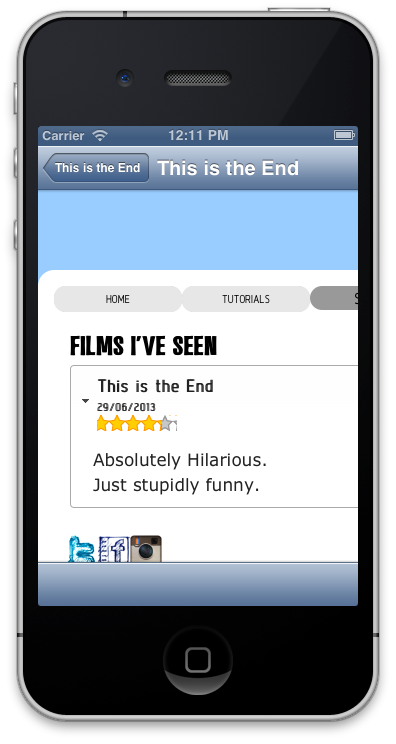 Carrier 12:11 PM
This is the End This is the End
HOME TUTORIALS S
FILMS I'VE SEEN
This is the End
29/06/2013
Absolutely Hilarious.
Just stupidly funny.